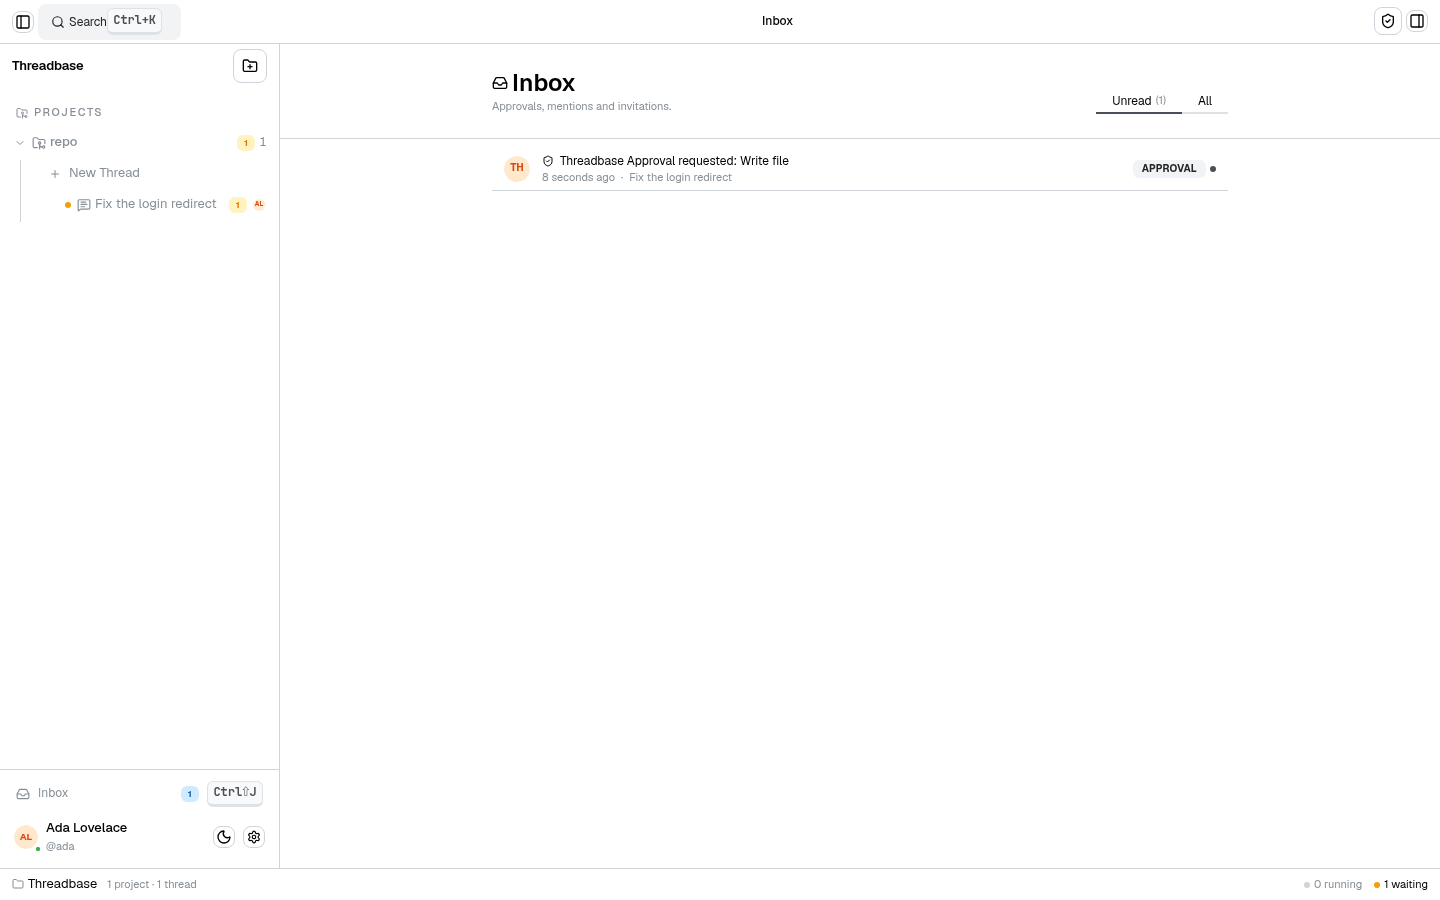 Search Ctrl+K
Inbox
Threadbase
PROJECTS
repo 1 1
New Thread
Fix the login redirect 1 AL
Inbox
Approvals, mentions and invitations.
Unread (1) All
TH Threadbase Approval requested: Write file
8 seconds ago · Fix the login redirect
APPROVAL
Inbox 1 Ctrl⇧J
AL Ada Lovelace
@ada
Threadbase 1 project · 1 thread
0 running 1 waiting